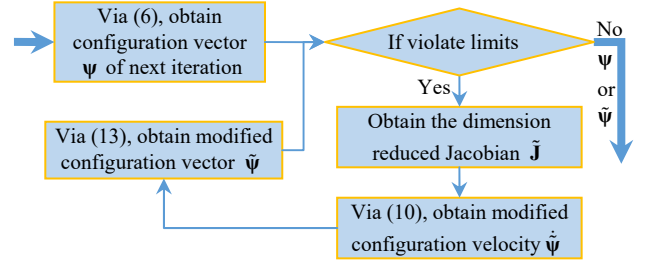 Via (6), obtain
configuration vector
ψ of next iteration
If violate limits
No
ψ
or
ψ̃
Yes
Obtain the dimension
reduced Jacobian J̃
Via (13), obtain modified
configuration vector ψ̃
Via (10), obtain modified
configuration velocity ψ̃̇